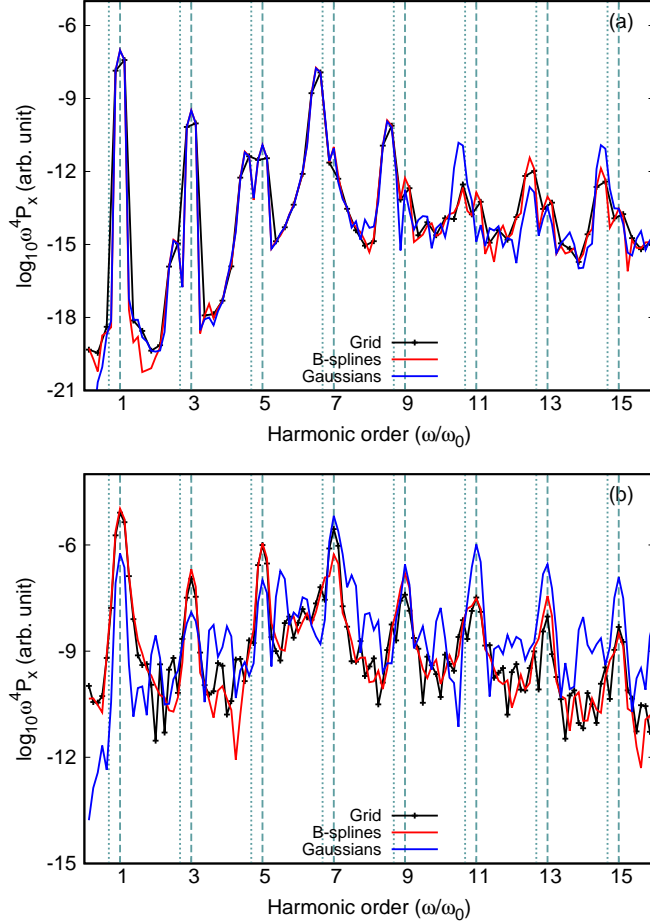 (a)
-6
-9
-12
-15
-18
-21
log₁₀ω⁴Pₓ (arb. unit)
Grid
B-splines
Gaussians
1 3 5 7 9 11 13 15
Harmonic order (ω/ω₀)
(b)
-6
-9
-12
-15
log₁₀ω⁴Pₓ (arb. unit)
Grid
B-splines
Gaussians
1 3 5 7 9 11 13 15
Harmonic order (ω/ω₀)